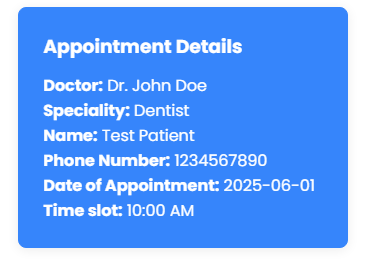 Appointment Details
Doctor: Dr. John Doe
Speciality: Dentist
Name: Test Patient
Phone Number: 1234567890
Date of Appointment: 2025-06-01
Time slot: 10:00 AM